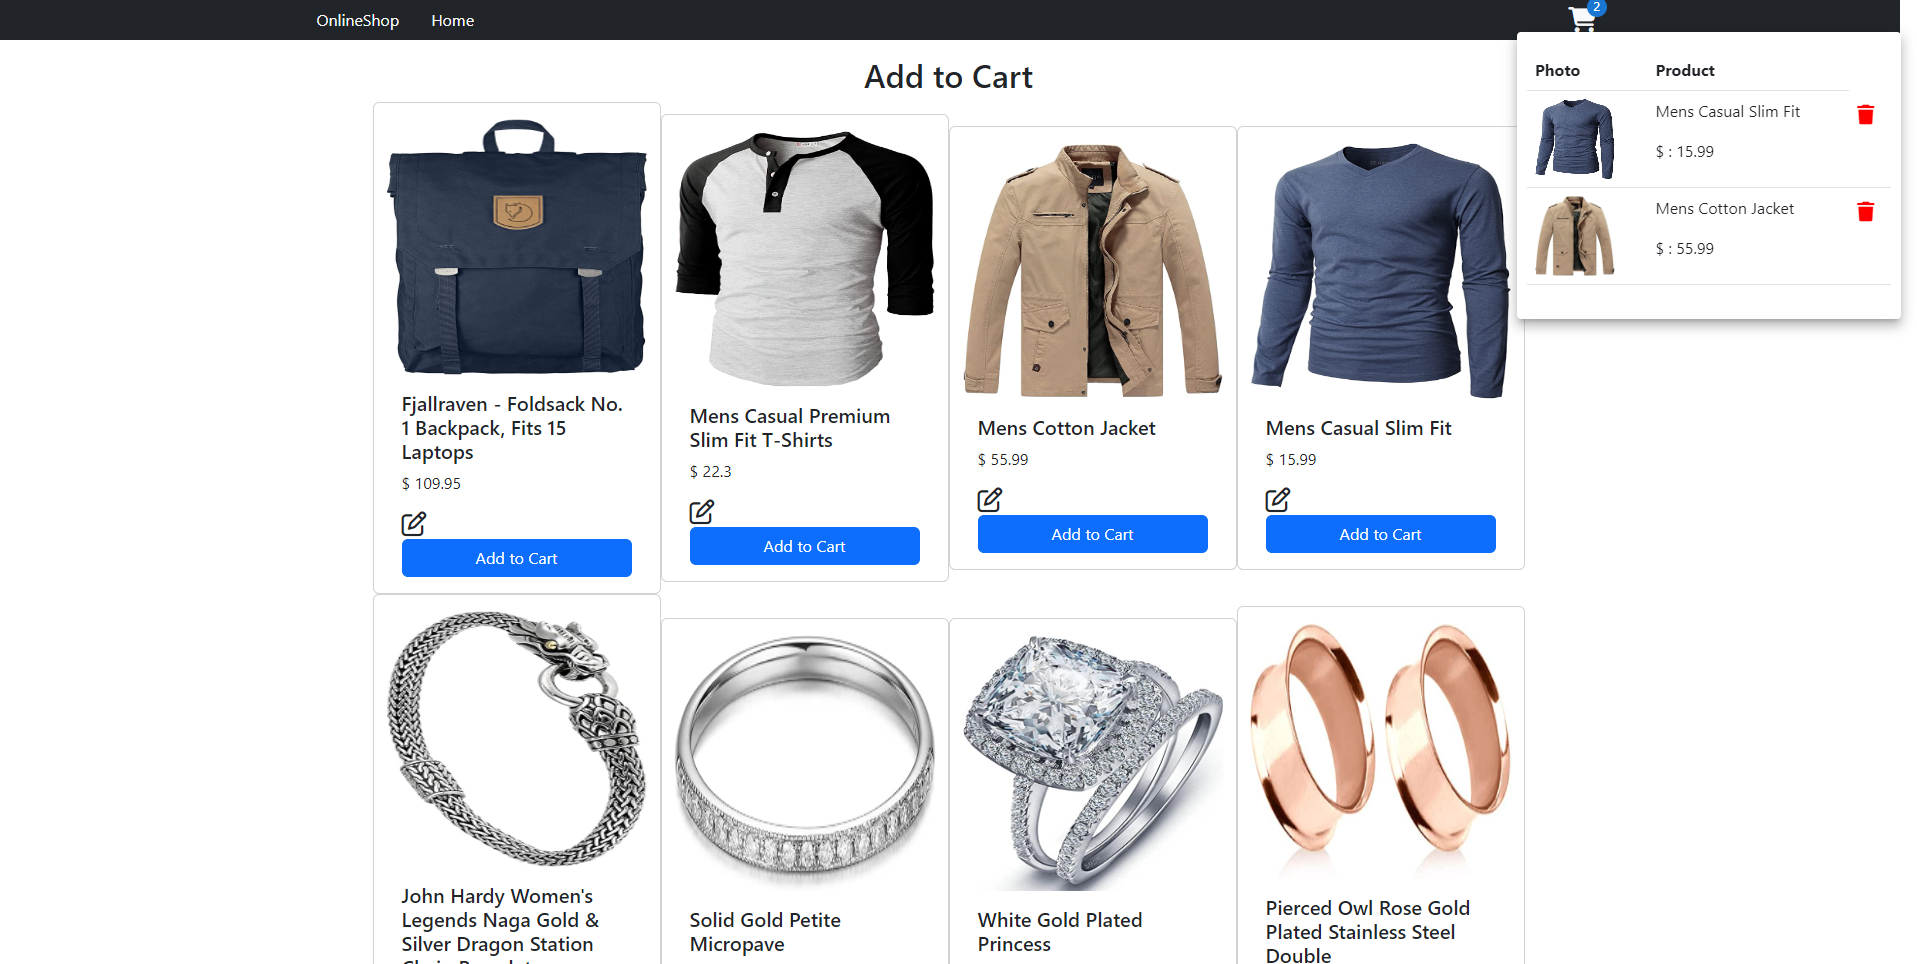 OnlineShop
Home
2
Add to Cart
Photo
Product
Mens Casual Slim Fit
$ : 15.99
Mens Cotton Jacket
$ : 55.99
Fjallraven - Foldsack No.
1 Backpack, Fits 15
Laptops
$ 109.95
Add to Cart
Mens Casual Premium
Slim Fit T-Shirts
$ 22.3
Add to Cart
Mens Cotton Jacket
$ 55.99
Add to Cart
Mens Casual Slim Fit
$ 15.99
Add to Cart
John Hardy Women's
Legends Naga Gold &
Silver Dragon Station
Solid Gold Petite
Micropave
White Gold Plated
Princess
Pierced Owl Rose Gold
Plated Stainless Steel
Double